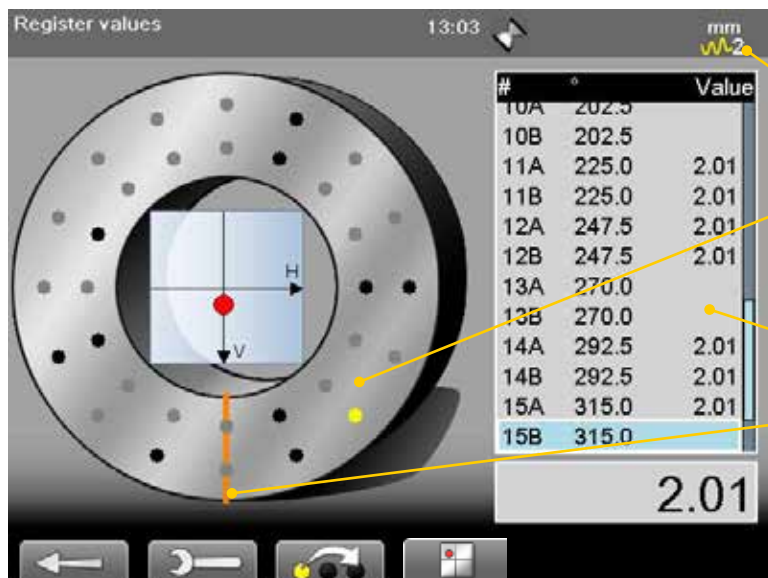 Register values 13:03 mm
2
# ° Value
10A 202.5
10B 202.5
11A 225.0 2.01
11B 225.0 2.01
12A 247.5 2.01
12B 247.5 2.01
13A 270.0
13B 270.0
14A 292.5 2.01
14B 292.5 2.01
15A 315.0 2.01
15B 315.0
H
V
2.01